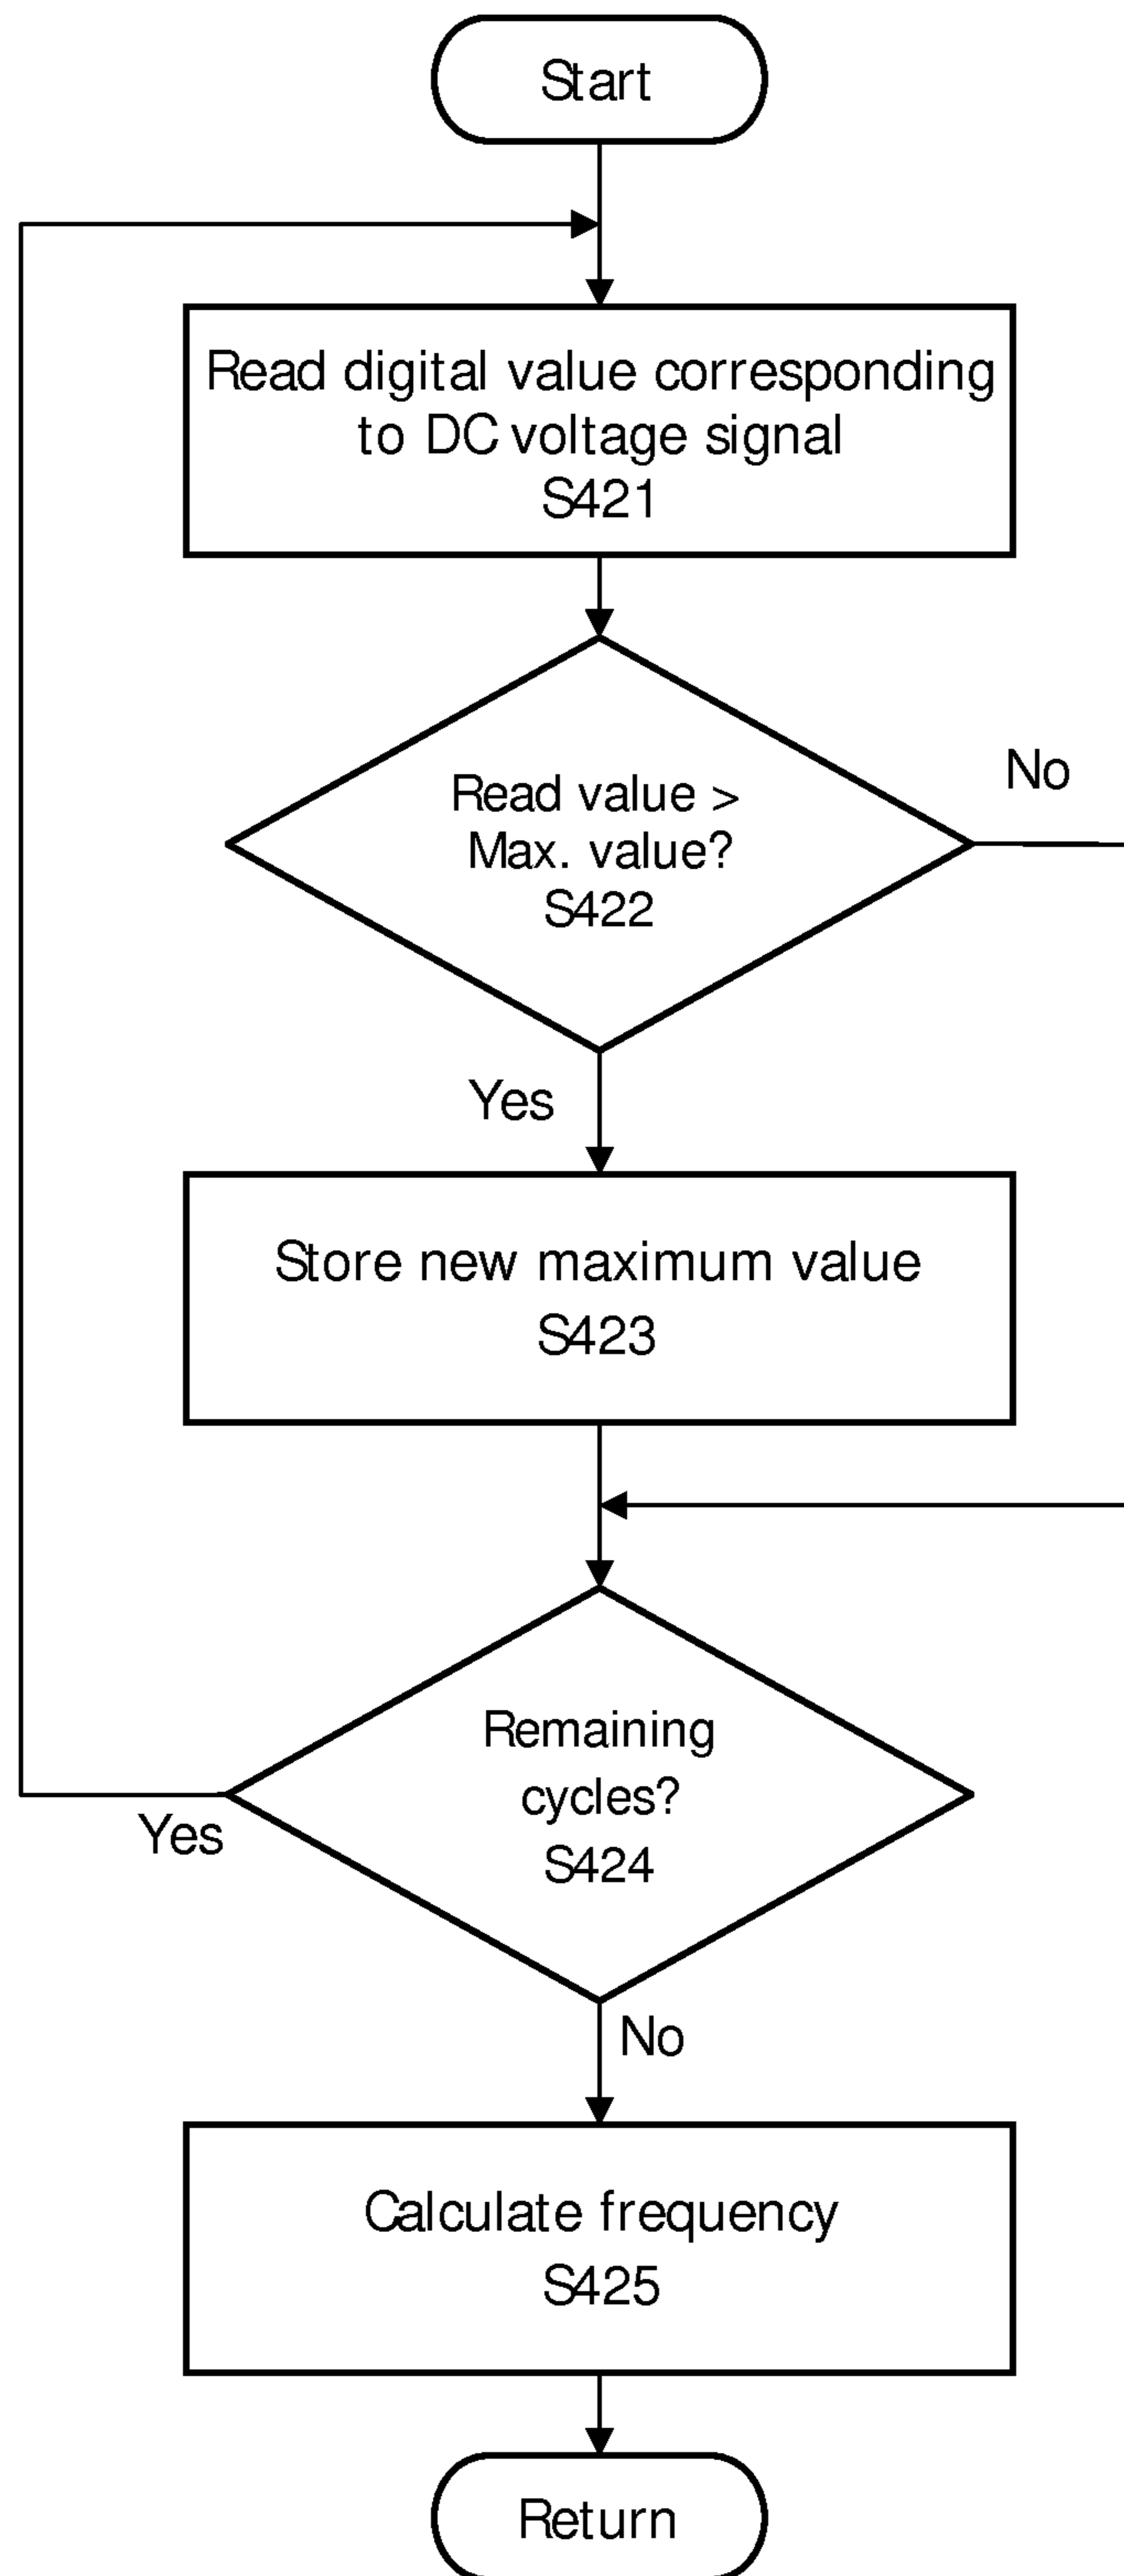 Start
Read digital value corresponding
to DC voltage signal
S421
Read value >
Max. value?
S422
No
Yes
Store new maximum value
S423
Remaining
cycles?
S424
Yes
No
Calculate frequency
S425
Return